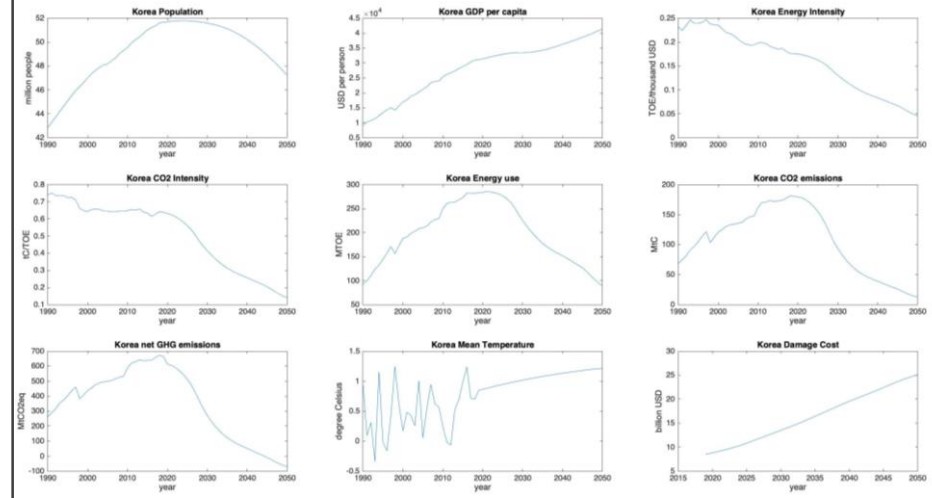 Korea Population
52
50
48
46
44
42
million people
1990 2000 2010 2020 2030 2040 2050
year
Korea GDP per capita
×10⁴
4.5
4
3.5
3
2.5
2
1.5
1
0.5
USD per person
1990 2000 2010 2020 2030 2040 2050
year
Korea Energy Intensity
0.25
0.2
0.15
0.1
0.05
0
TOE/thousand USD
1990 2000 2010 2020 2030 2040 2050
year
Korea CO2 Intensity
0.8
0.7
0.6
0.5
0.4
0.3
0.2
0.1
tC/TOE
1990 2000 2010 2020 2030 2040 2050
year
Korea Energy use
300
250
200
150
100
50
MTOE
1990 2000 2010 2020 2030 2040 2050
year
Korea CO2 emissions
200
150
100
50
0
MtC
1990 2000 2010 2020 2030 2040 2050
year
Korea net GHG emissions
700
600
500
400
300
200
100
0
-100
MtCO2eq
1990 2000 2010 2020 2030 2040 2050
year
Korea Mean Temperature
1.5
1
0.5
0
-0.5
degree Celsius
1990 2000 2010 2020 2030 2040 2050
year
Korea Damage Cost
30
25
20
15
10
5
billion USD
2015 2020 2025 2030 2035 2040 2045 2050
year